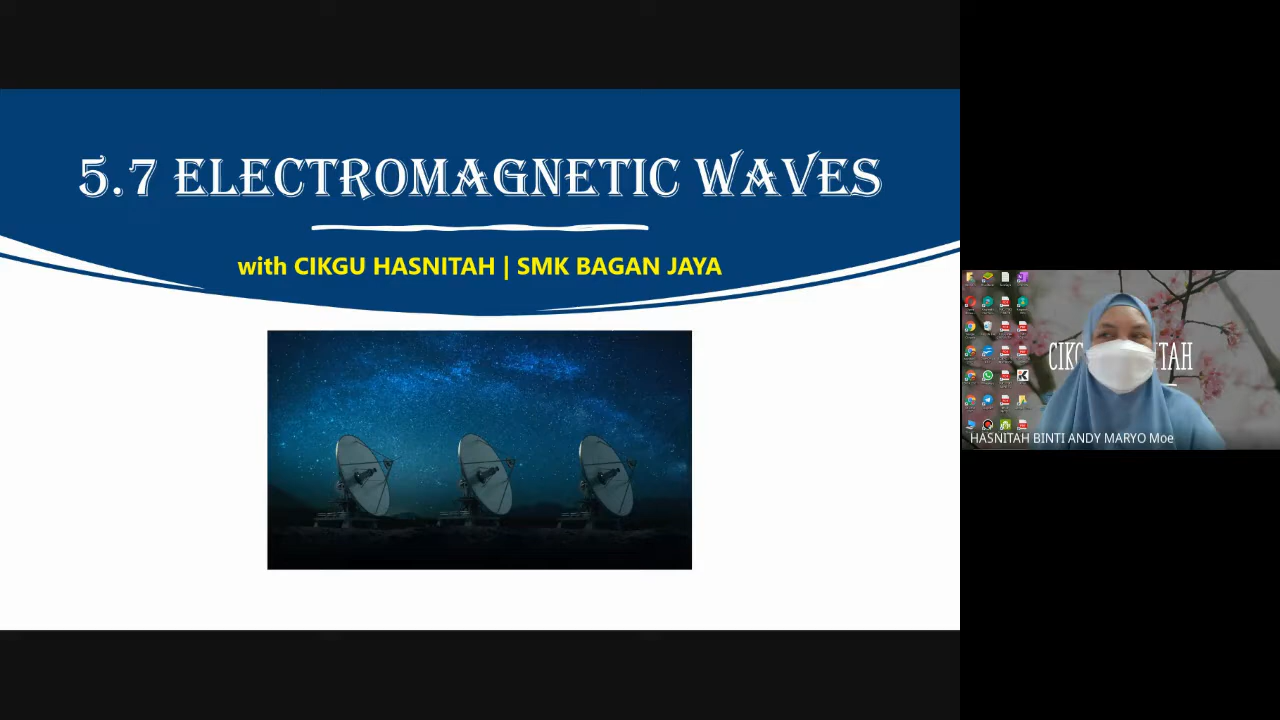 5.7 ELECTROMAGNETIC WAVES
with CIKGU HASNITAH | SMK BAGAN JAYA
HASNITAH BINTI ANDY MARYO Moe